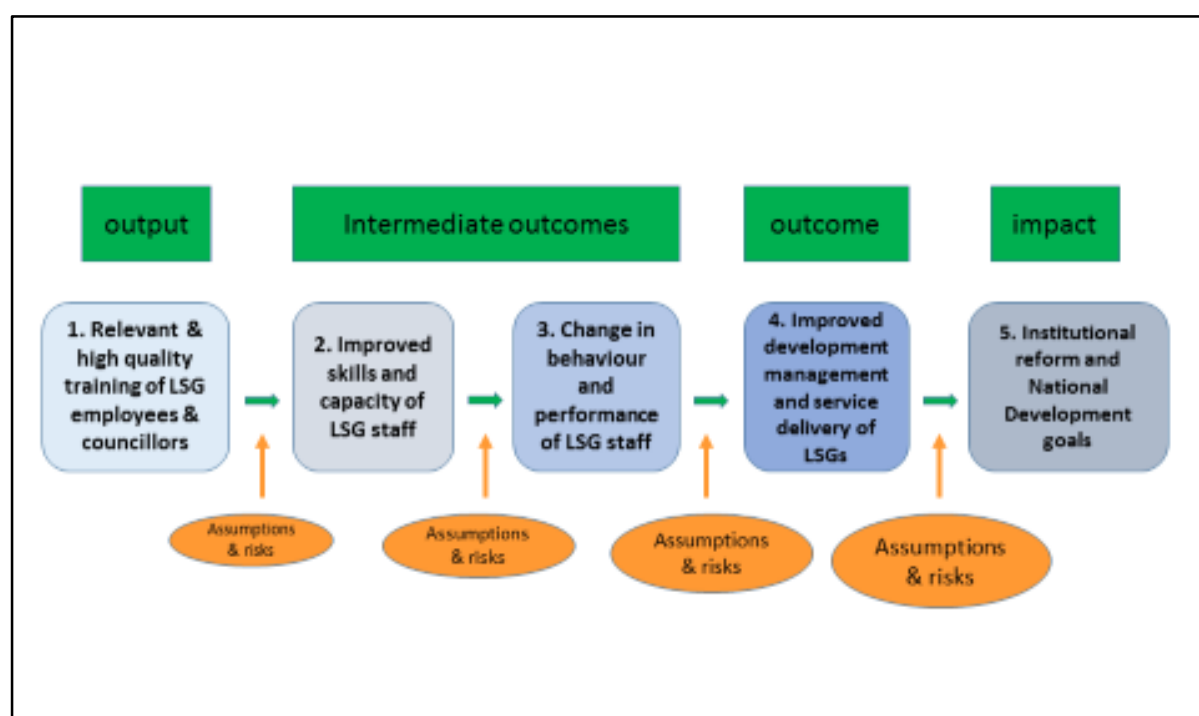 output
Intermediate outcomes
outcome
impact
1. Relevant &
high quality
training of LSG
employees &
councillors
2. Improved
skills and
capacity of
LSG staff
3. Change in
behaviour
and
performance
of LSG staff
4. Improved
development
management
and service
delivery of
LSGs
5. Institutional
reform and
National
Development
goals
Assumptions
& risks
Assumptions
& risks
Assumptions
& risks
Assumptions
& risks